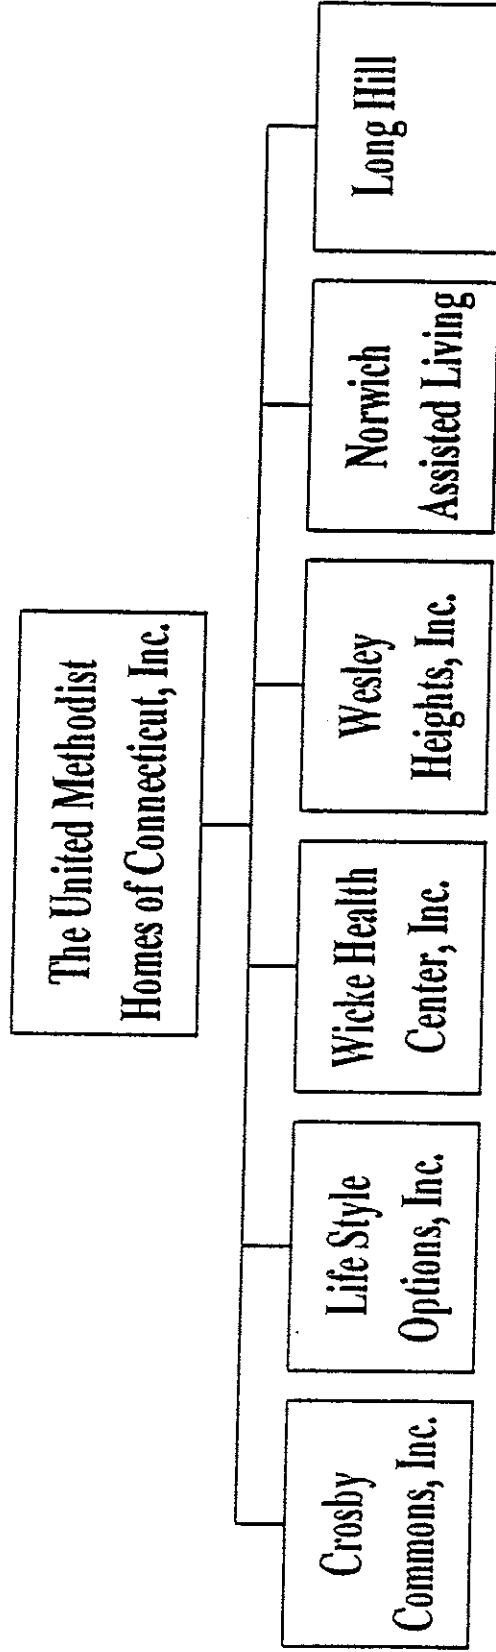 The United Methodist
Homes of Connecticut, Inc.
Crosby
Commons, Inc.
Life Style
Options, Inc.
Wicke Health
Center, Inc.
Wesley
Heights, Inc.
Norwich
Assisted Living
Long Hill